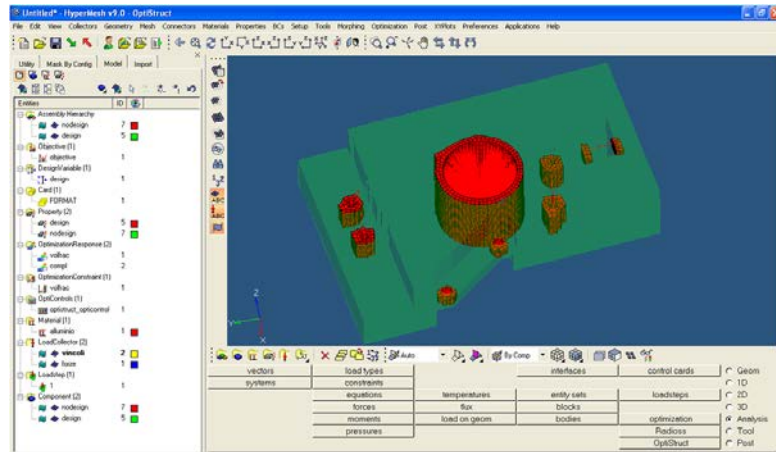 Untitled* - HyperMesh v9.0 - OptiStruct
File Edit View Collectors Geometry Mesh Connectors Materials Properties BCs Setup Tools Morphing Optimization Post XYPlots Preferences Applications Help
Utility Mask By Config Model Import
Entities ID
Assembly Hierarchy
nodesign 7
design 5
Objective (1)
objective 1
DesignVariable (1)
design 1
Card (1)
FORMAT 1
Property (2)
design 5
nodesign 7
OptimizationResponse (2)
volfrac 1
compl 2
OptimizationConstraint (1)
volfrac 1
OptiControls (1)
optistruct_opticontrol 1
Material (1)
alluminio 1
LoadCollector (2)
vincoli 2
forze 1
Loadstep (1)
1 1
Component (2)
nodesign 7
design 5
Z
Y
X
Auto By Comp
vectors load types interfaces control cards Geom
systems constraints 1D
equations temperatures entity sets loadsteps 2D
forces flux blocks 3D
moments load on geom bodies optimization Analysis
pressures Radioss Tool
OptiStruct Post